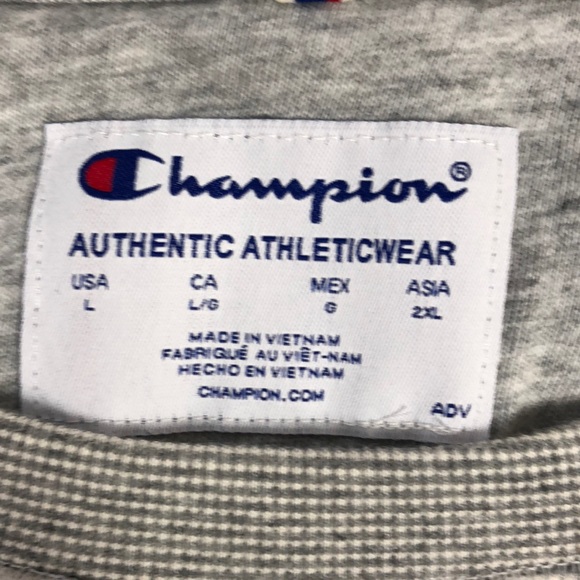 Champion®
AUTHENTIC ATHLETICWEAR
USA CA MEX ASIA
L L/G G 2XL
MADE IN VIETNAM
FABRIQUÉ AU VIÊT-NAM
HECHO EN VIETNAM
CHAMPION.COM
ADV